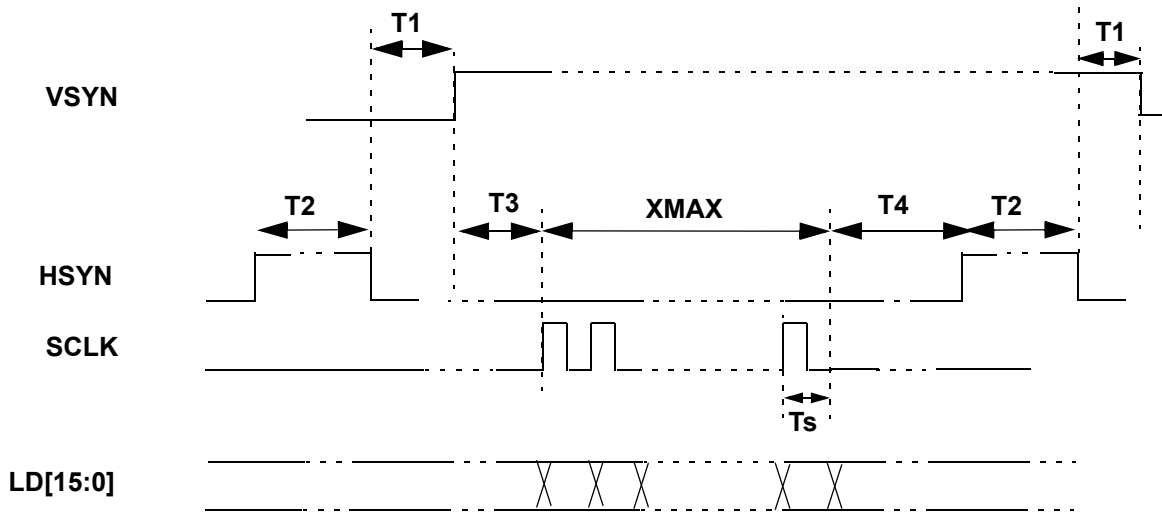 T1
T1
VSYN
T2
T3
XMAX
T4
T2
HSYN
SCLK
Ts
LD[15:0]